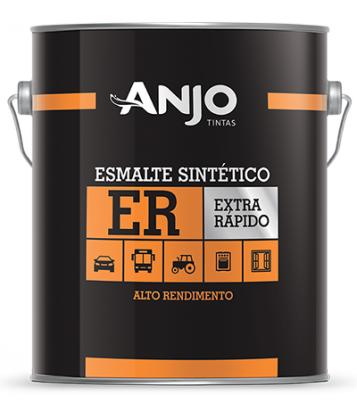 ANJO
TINTAS
ESMALTE SINTÉTICO
ER
EXTRA
RÁPIDO
ALTO RENDIMENTO